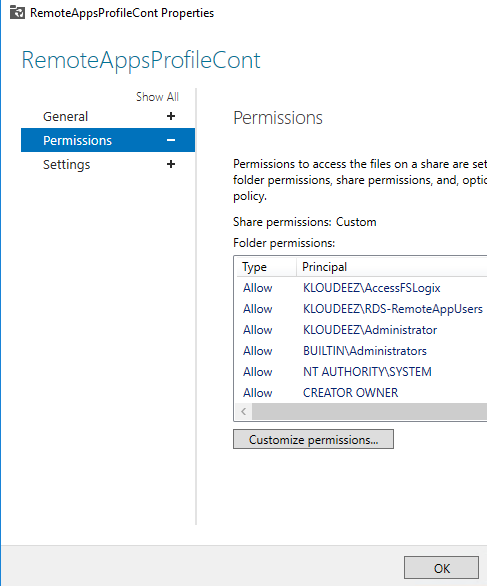 RemoteAppsProfileCont Properties
RemoteAppsProfileCont
Show All
General +
Permissions −
Settings +
Permissions
Permissions to access the files on a share are set
folder permissions, share permissions, and, optic
policy.
Share permissions: Custom
Folder permissions:
Type Principal
Allow KLOUDEEZ\AccessFSLogix
Allow KLOUDEEZ\RDS-RemoteAppUsers
Allow KLOUDEEZ\Administrator
Allow BUILTIN\Administrators
Allow NT AUTHORITY\SYSTEM
Allow CREATOR OWNER
Customize permissions...
OK